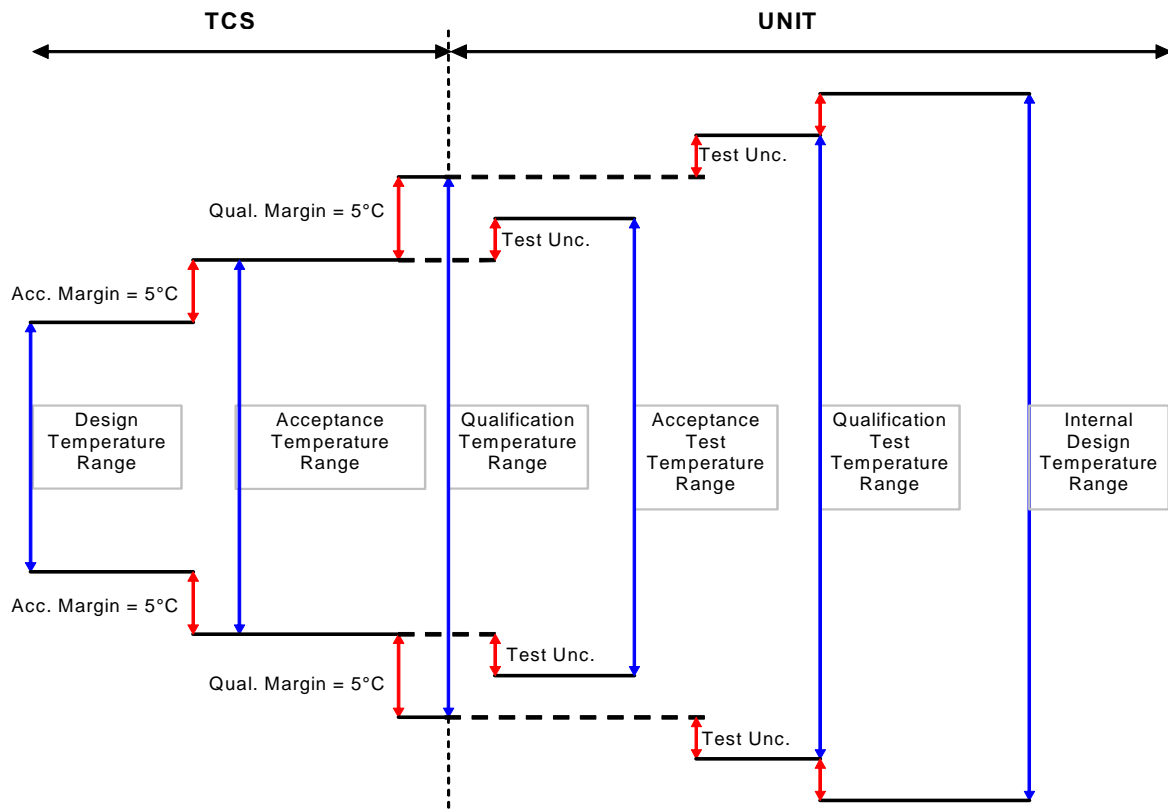 TCS
UNIT
Test Unc.
Qual. Margin = 5°C
Test Unc.
Acc. Margin = 5°C
Design
Temperature
Range
Acceptance
Temperature
Range
Qualification
Temperature
Range
Acceptance
Test
Temperature
Range
Qualification
Test
Temperature
Range
Internal
Design
Temperature
Range
Acc. Margin = 5°C
Test Unc.
Qual. Margin = 5°C
Test Unc.